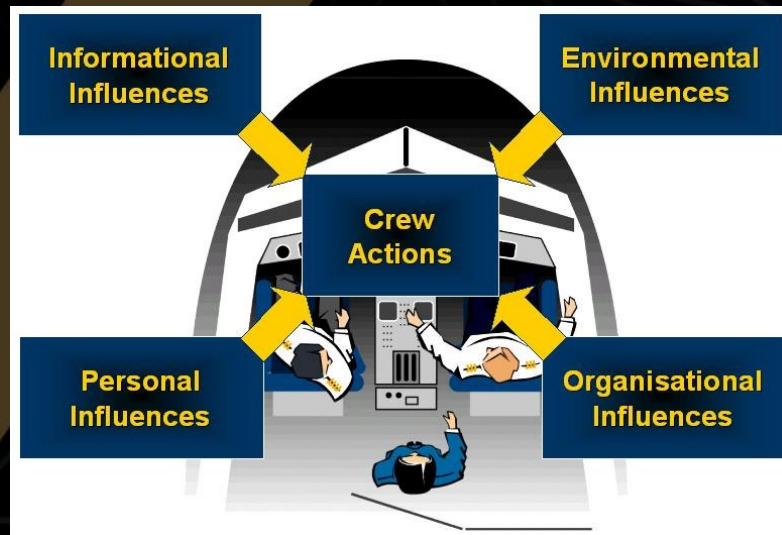 Informational
Influences
Environmental
Influences
Crew
Actions
Personal
Influences
Organisational
Influences